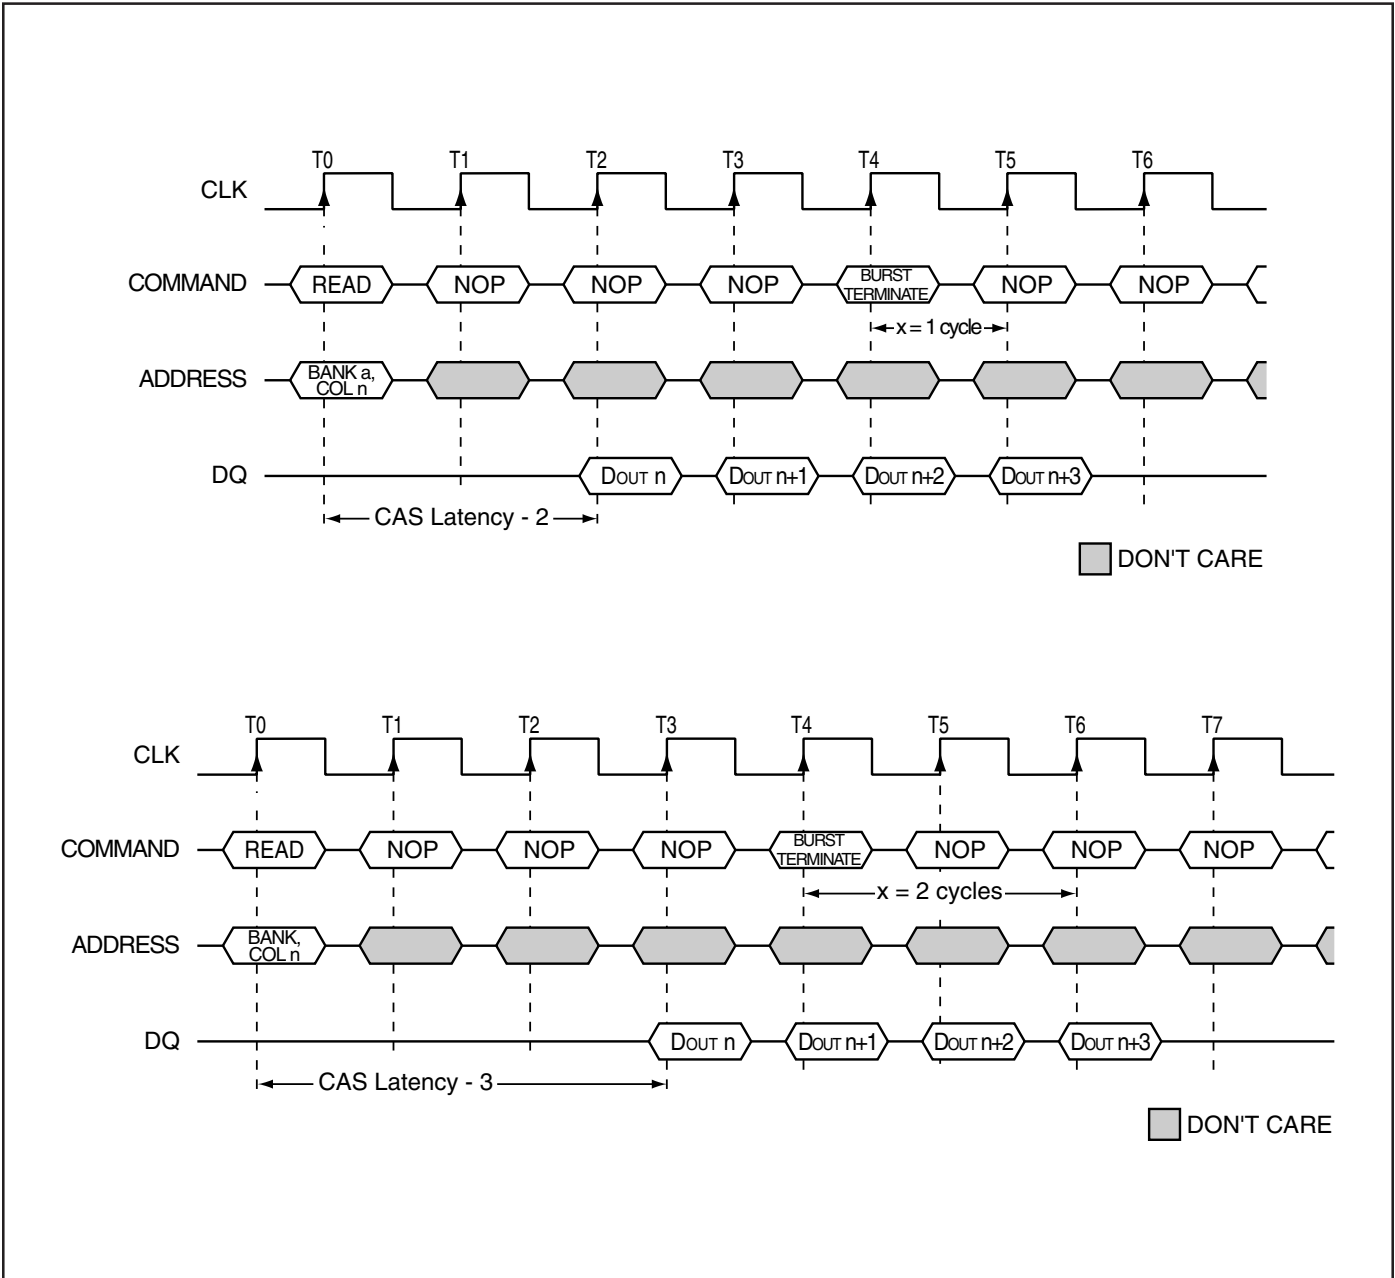 T0 T1 T2 T3 T4 T5 T6
CLK
COMMAND READ NOP NOP NOP BURST TERMINATE NOP NOP
x = 1 cycle
ADDRESS BANK a, COL n
DQ DOUT n DOUT n+1 DOUT n+2 DOUT n+3
CAS Latency - 2
DON'T CARE
T0 T1 T2 T3 T4 T5 T6 T7
CLK
COMMAND READ NOP NOP NOP BURST TERMINATE NOP NOP NOP
x = 2 cycles
ADDRESS BANK, COL n
DQ DOUT n DOUT n+1 DOUT n+2 DOUT n+3
CAS Latency - 3
DON'T CARE